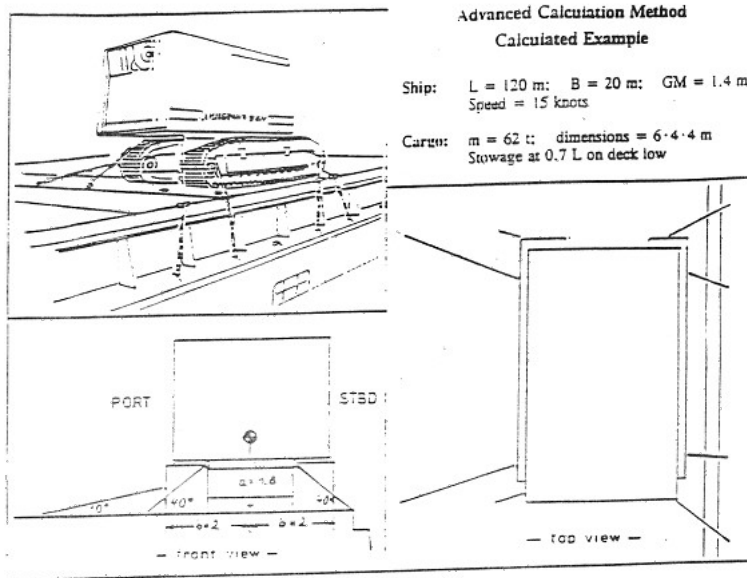 Advanced Calculation Method
Calculated Example
Ship: L = 120 m; B = 20 m; GM = 1.4 m
Speed = 15 knots
Cargo: m = 62 t; dimensions = 6·4·4 m
Stowage at 0.7 L on deck low
PORT
STBD
a = 1.8
10°
40°
40°
b=2
b=2
— front view —
— top view —